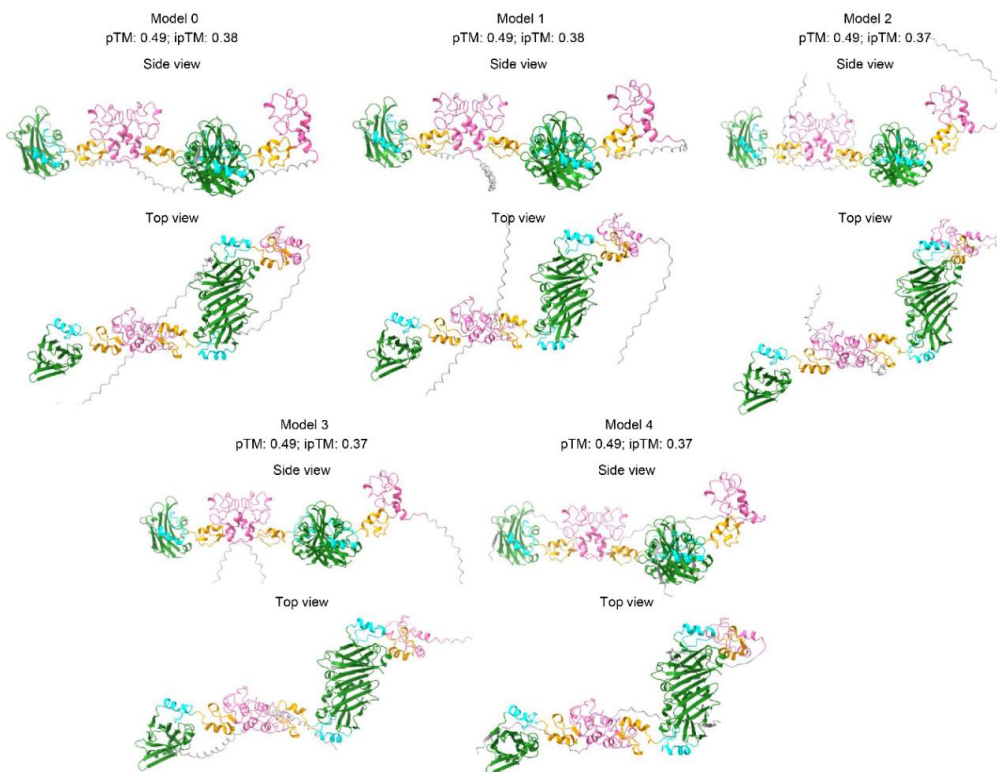 Model 0
pTM: 0.49; ipTM: 0.38
Side view
Top view
Model 1
pTM: 0.49; ipTM: 0.38
Side view
Top view
Model 2
pTM: 0.49; ipTM: 0.37
Side view
Top view
Model 3
pTM: 0.49; ipTM: 0.37
Side view
Top view
Model 4
pTM: 0.49; ipTM: 0.37
Side view
Top view